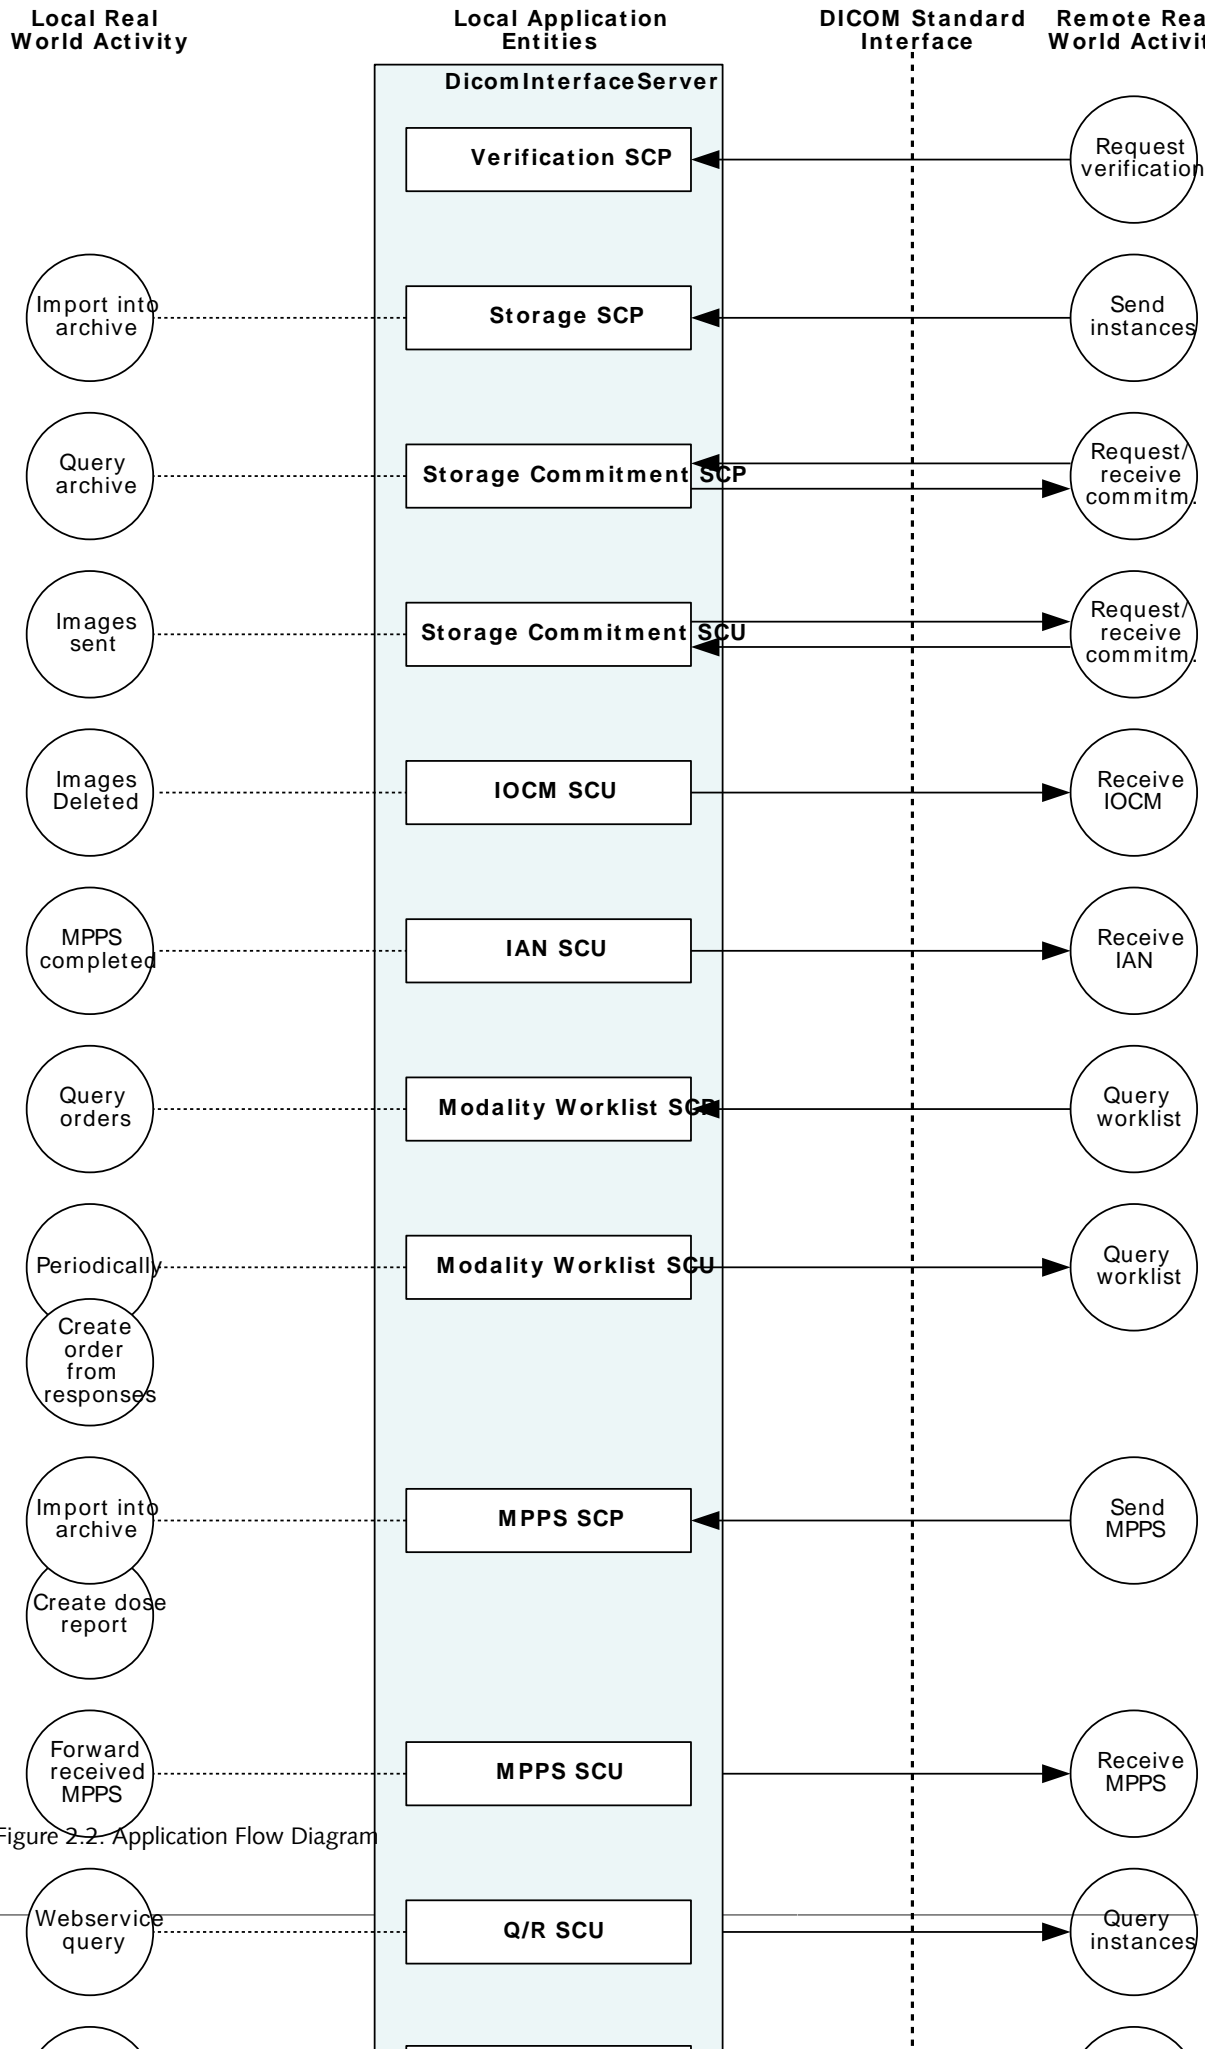 Local Real
World Activity
Local Application
Entities
DICOM Standard
Interface
Remote Rea
World Activit
DicomInterfaceServer
Verification SCP
Request
verification
Import into
archive
Storage SCP
Send
instances
Query
archive
Storage Commitment SCP
Request/
receive
commitm.
Images
sent
Storage Commitment SCU
Request/
receive
commitm.
Images
Deleted
IOCM SCU
Receive
IOCM
MPPS
completed
IAN SCU
Receive
IAN
Query
orders
Modality Worklist SCP
Query
worklist
Periodically
Modality Worklist SCU
Query
worklist
Create
order
from
responses
Import into
archive
MPPS SCP
Send
MPPS
Create dose
report
Forward
received
MPPS
MPPS SCU
Receive
MPPS
Figure 2.2. Application Flow Diagram
Webservice
query
Q/R SCU
Query
instances